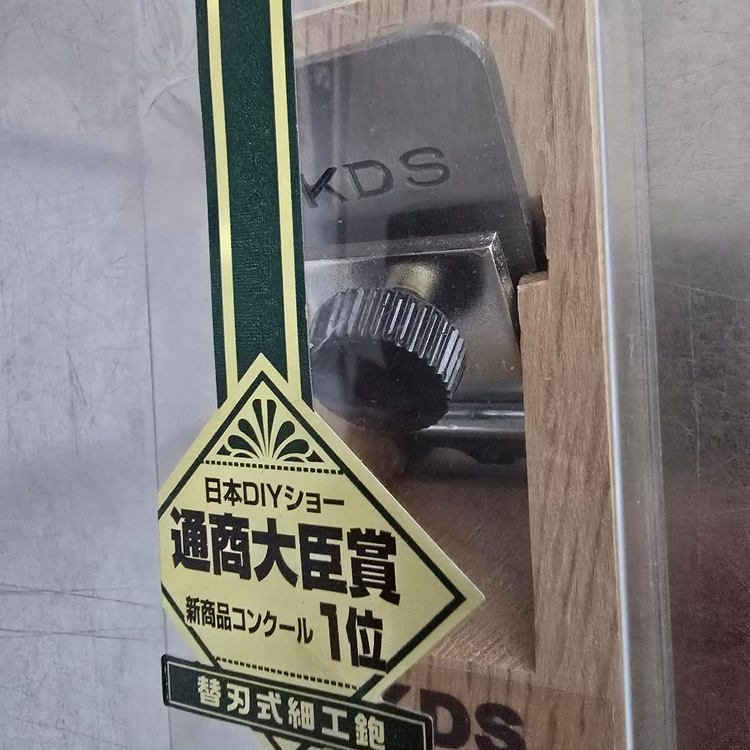 KDS
日本DIYショー
通商大臣賞
新商品コンクール 1位
替刃式細工鉋
KDS